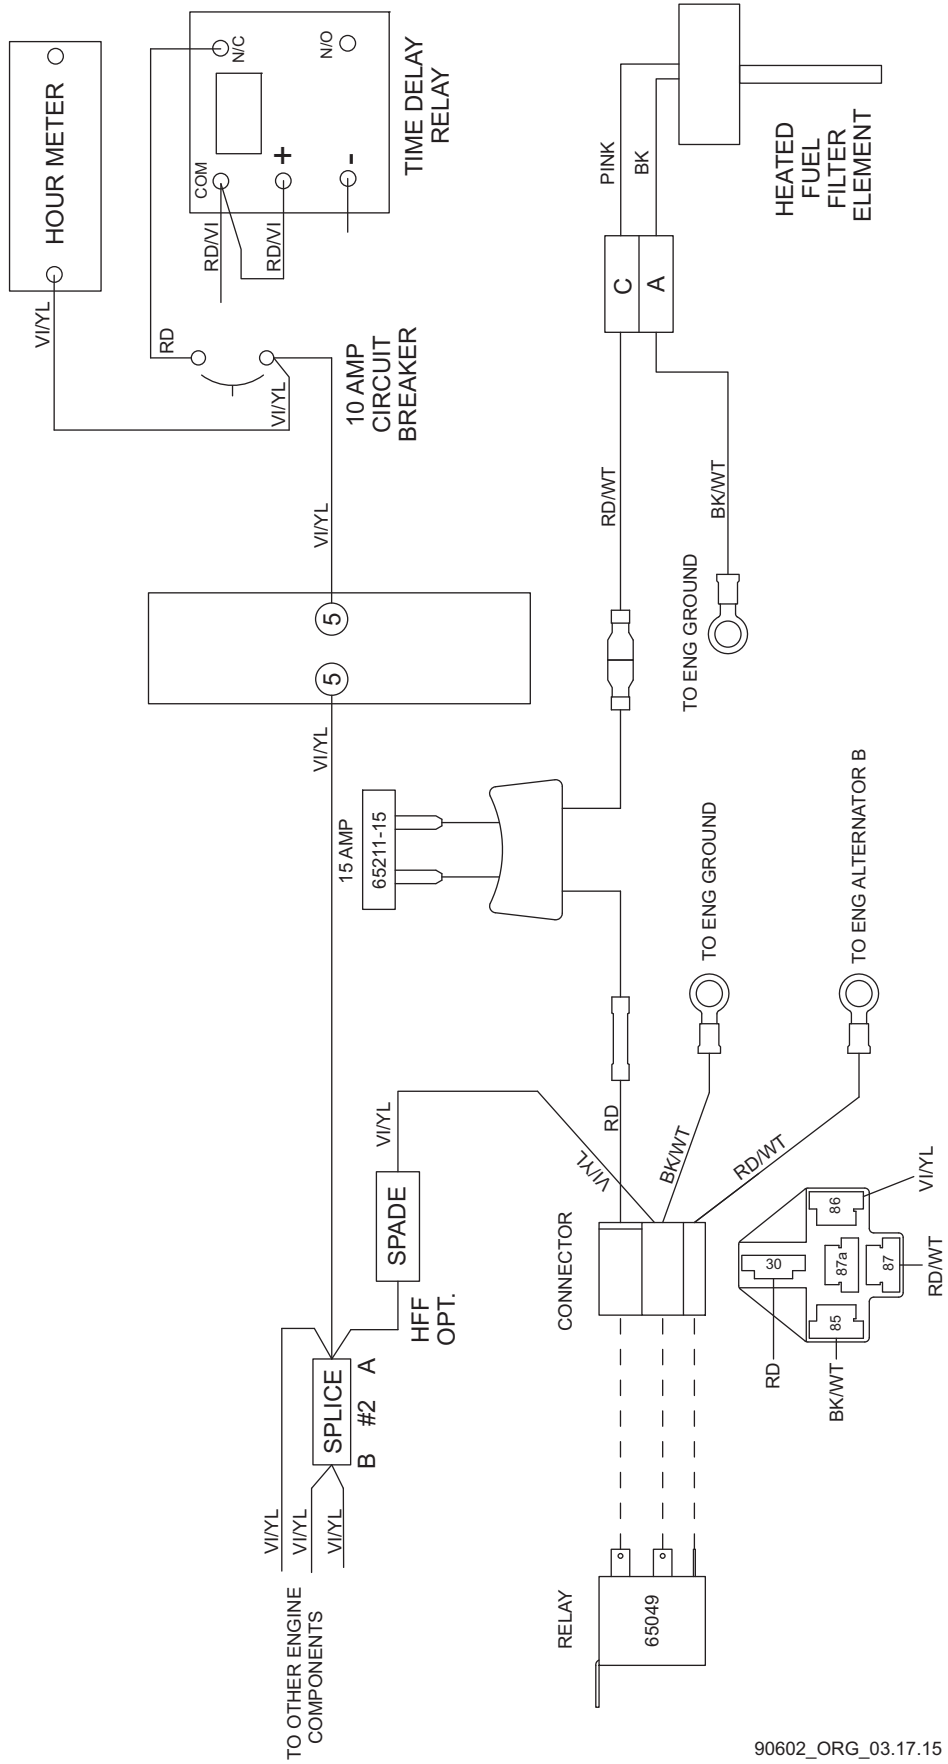 HOUR METER
VI/YL
RD
VI/YL
N/C
N/O
COM
+
-
RD/VI
RD/VI
TIME DELAY
RELAY
10 AMP
CIRCUIT
BREAKER
VI/YL
5
5
VI/YL
PINK
BK
HEATED
FUEL
FILTER
ELEMENT
C
A
RD/WT
BK/WT
TO ENG GROUND
15 AMP
65211-15
TO ENG GROUND
TO ENG ALTERNATOR B
RD
VI/YL
BK/WT
RD/WT
VI/YL
SPADE
HFF
OPT.
SPLICE
B #2 A
VI/YL
VI/YL
VI/YL
TO OTHER ENGINE
COMPONENTS
CONNECTOR
RELAY
65049
30
86
87a
87
85
RD
BK/WT
RD/WT
VI/YL
90602_ORG_03.17.15